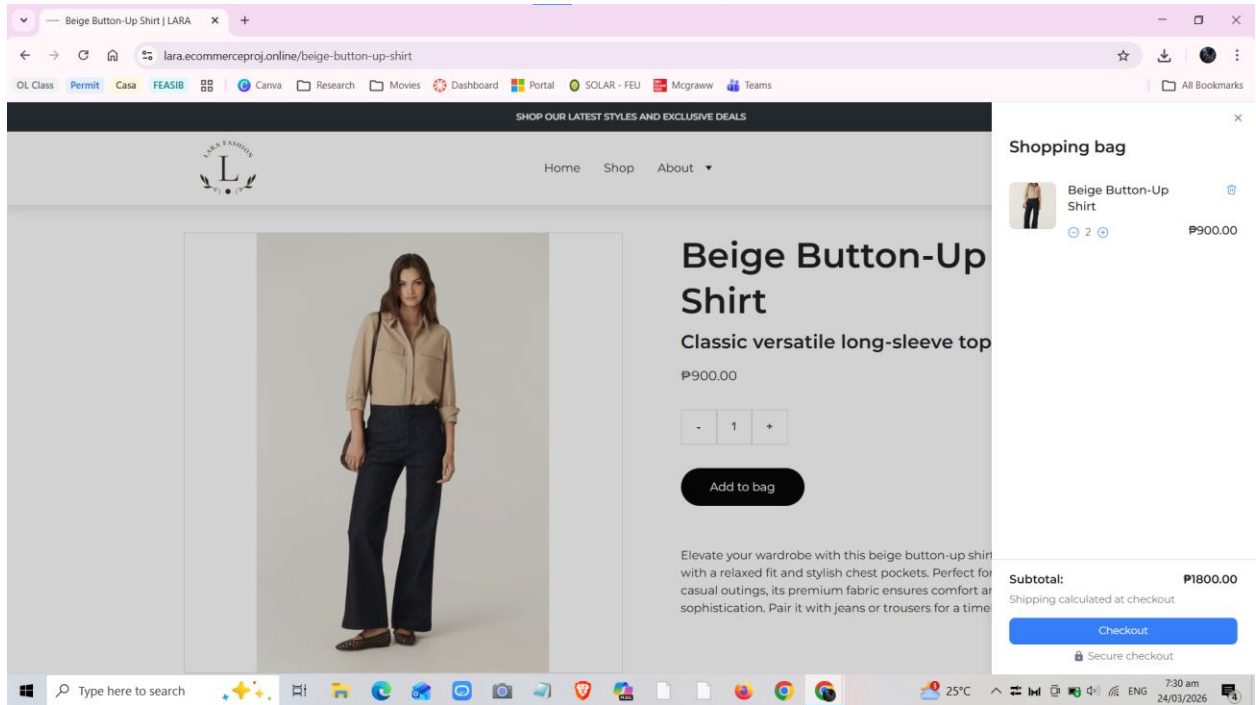 Beige Button-Up Shirt | LARA
lara.ecommerceproj.online/beige-button-up-shirt
OL Class Permit Casa FEASIB Canva Research Movies Dashboard Portal SOLAR - FEU Mcgraww Teams All Bookmarks
SHOP OUR LATEST STYLES AND EXCLUSIVE DEALS
LARA FASHION
L
Home Shop About
Beige Button-Up
Shirt
Classic versatile long-sleeve top
₱900.00
- 1 +
Add to bag
Elevate your wardrobe with this beige button-up shirt
with a relaxed fit and stylish chest pockets. Perfect for
casual outings, its premium fabric ensures comfort
sophistication. Pair it with jeans or trousers for a time
Shopping bag
Beige Button-Up
Shirt
2 ₱900.00
Subtotal: ₱1800.00
Shipping calculated at checkout
Checkout
Secure checkout
Type here to search
25°C
ENG
7:30 am
24/03/2026
4